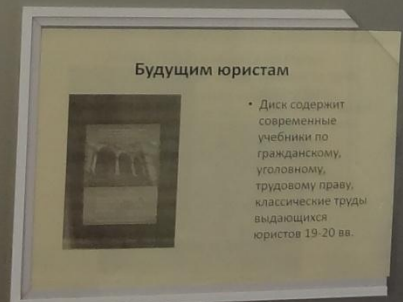 Будущим юристам
• Диск содержит
современные
учебники по
гражданскому,
уголовному,
трудовому праву,
классические труды
выдающихся
юристов 19-20 вв.